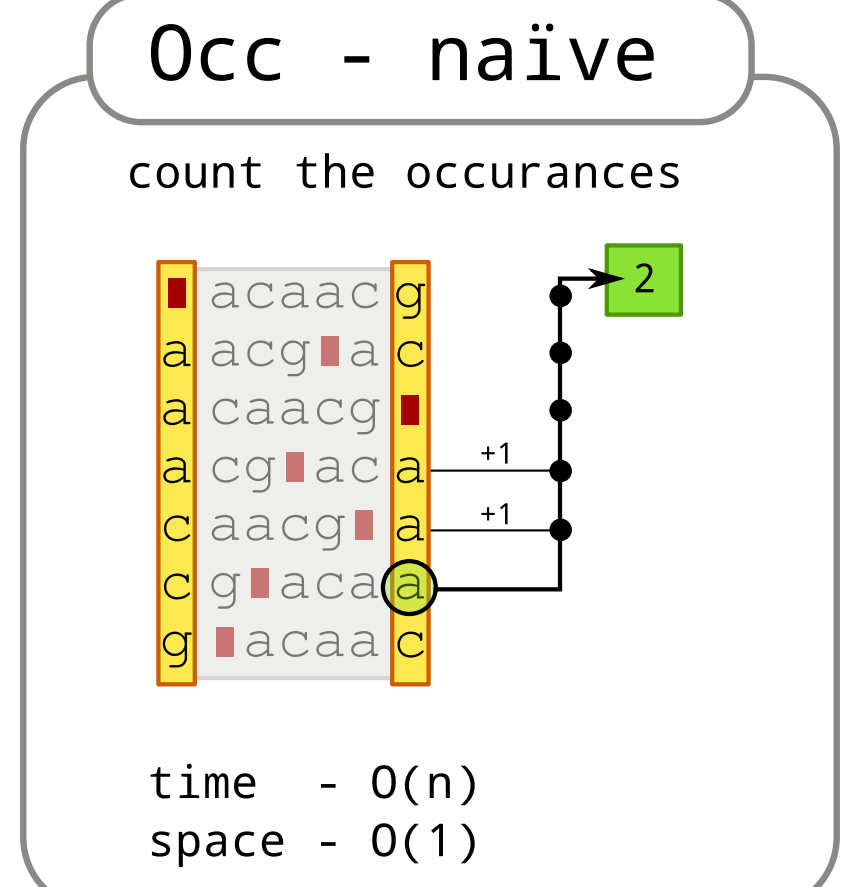 Occ - naïve
count the occurances
2
acaacg
a acg a c
a caacg
a cg ac a +1
c aacg a +1
c g aca a
g acaa c
time - O(n)
space - O(1)